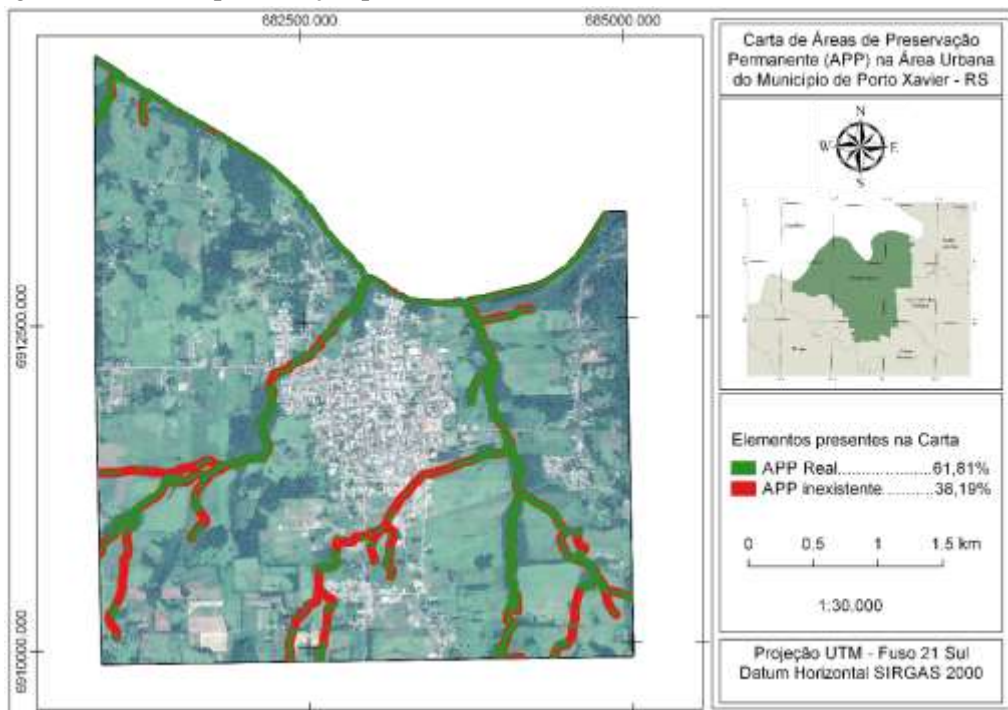 682500.000
685000.000
6912500.000
6910000.000
Carta de Áreas de Preservação
Permanente (APP) na Área Urbana
do Município de Porto Xavier - RS
N
W
E
S
Elementos presentes na Carta
APP Real..................61,81%
APP inexistente..........38,19%
0 0,5 1 1.5 km
1:30.000
Projeção UTM - Fuso 21 Sul
Datum Horizontal SIRGAS 2000